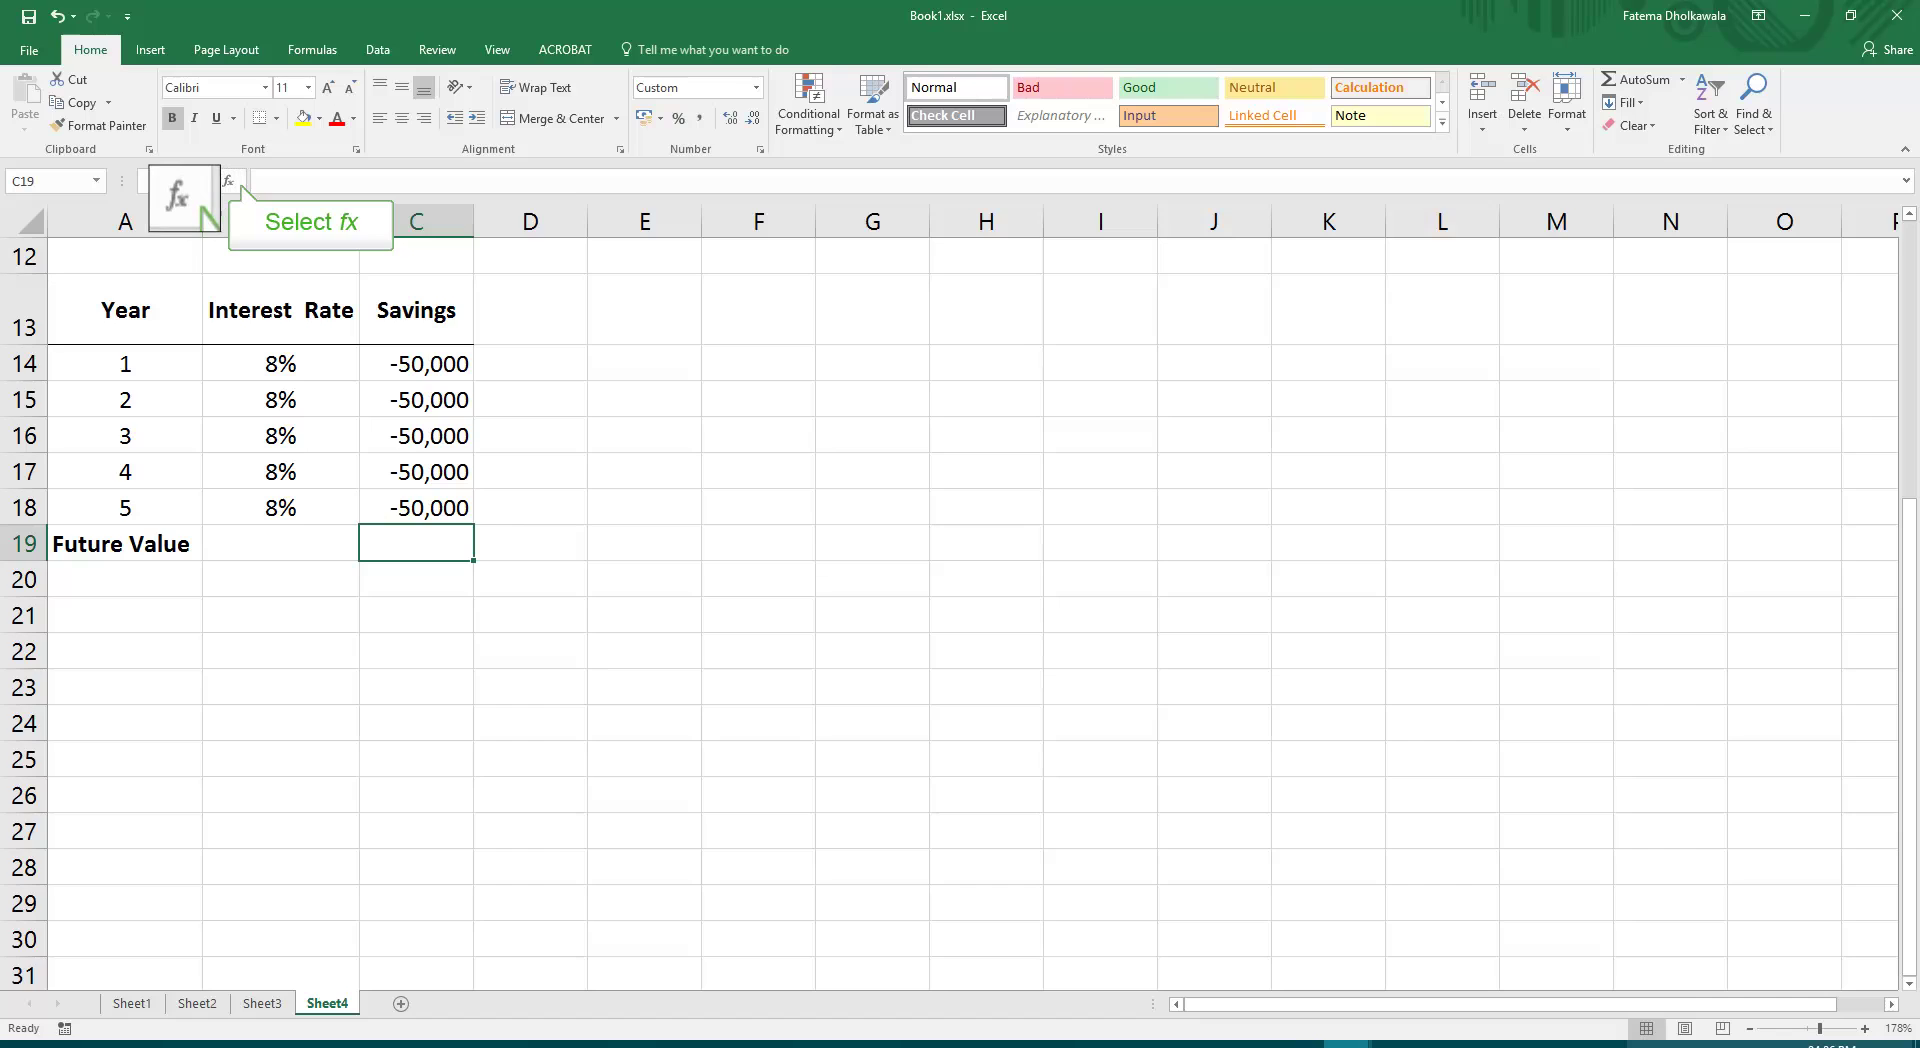 Book1.xlsx - Excel
Fatema Dholkawala
File Home Insert Page Layout Formulas Data Review View ACROBAT Tell me what you want to do Share
Paste
Cut
Copy
Format Painter
Clipboard
Calibri 11
B I U
Font
Wrap Text
Merge & Center
Alignment
Custom
%
Number
Conditional Formatting
Format as Table
Normal Bad Good Neutral Calculation
Check Cell Explanatory ... Input Linked Cell Note
Styles
Insert Delete Format
Cells
AutoSum
Fill
Clear
Sort & Filter
Find & Select
Editing
C19
fx
fx
Select fx
A C D E F G H I J K L M N O
12
13 Year Interest Rate Savings
14 1 8% -50,000
15 2 8% -50,000
16 3 8% -50,000
17 4 8% -50,000
18 5 8% -50,000
19 Future Value
20
21
22
23
24
25
26
27
28
29
30
31
Sheet1 Sheet2 Sheet3 Sheet4
Ready
178%